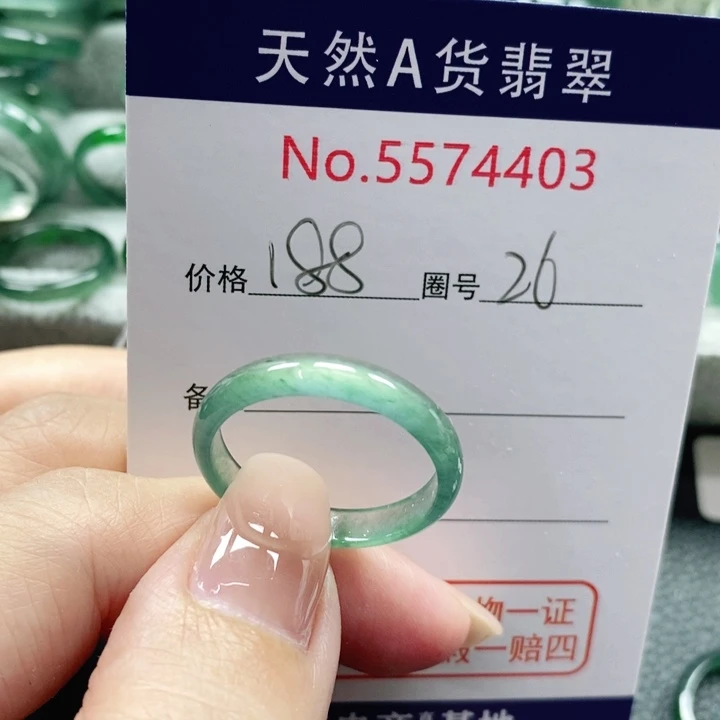 天然A货翡翠
No.5574403
价格 188 圈号 26
备
物一证
一赔四